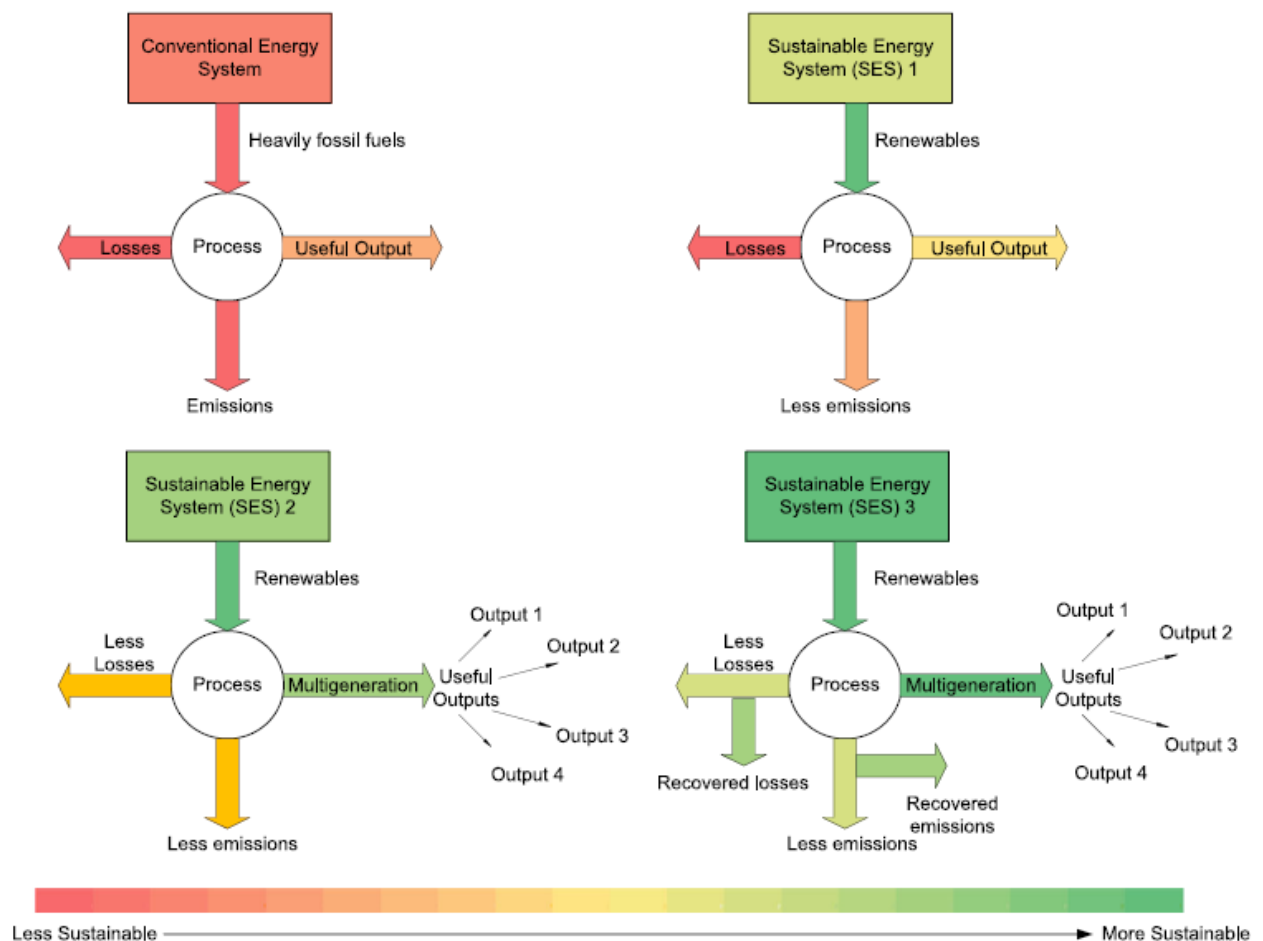 Conventional Energy
System
Heavily fossil fuels
Losses
Process
Useful Output
Emissions
Sustainable Energy
System (SES) 1
Renewables
Losses
Process
Useful Output
Less emissions
Sustainable Energy
System (SES) 2
Renewables
Less
Losses
Process
Multigeneration
Useful
Outputs
Output 1
Output 2
Output 3
Output 4
Less emissions
Sustainable Energy
System (SES) 3
Renewables
Less
Losses
Process
Multigeneration
Useful
Outputs
Output 1
Output 2
Output 3
Output 4
Recovered losses
Recovered
emissions
Less emissions
Less Sustainable
More Sustainable